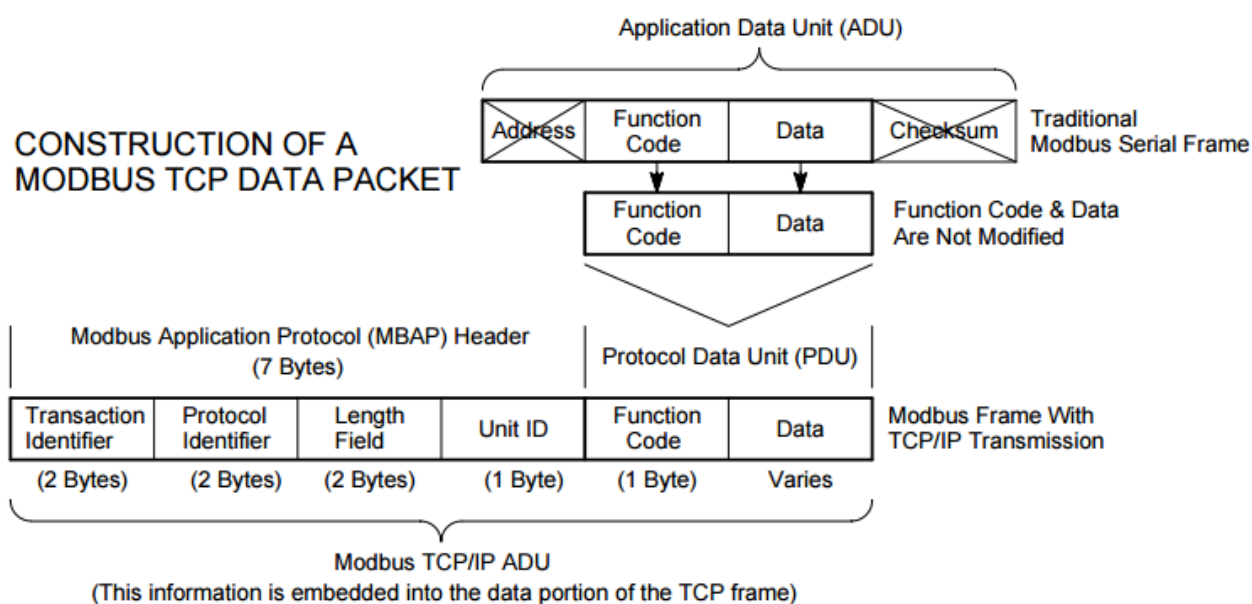 Application Data Unit (ADU)
CONSTRUCTION OF A
MODBUS TCP DATA PACKET
Address
Function
Code
Data
Checksum
Traditional
Modbus Serial Frame
Function
Code
Data
Function Code & Data
Are Not Modified
Modbus Application Protocol (MBAP) Header
(7 Bytes)
Protocol Data Unit (PDU)
Transaction
Identifier
Protocol
Identifier
Length
Field
Unit ID
Function
Code
Data
Modbus Frame With
TCP/IP Transmission
(2 Bytes)
(2 Bytes)
(2 Bytes)
(1 Byte)
(1 Byte)
Varies
Modbus TCP/IP ADU
(This information is embedded into the data portion of the TCP frame)